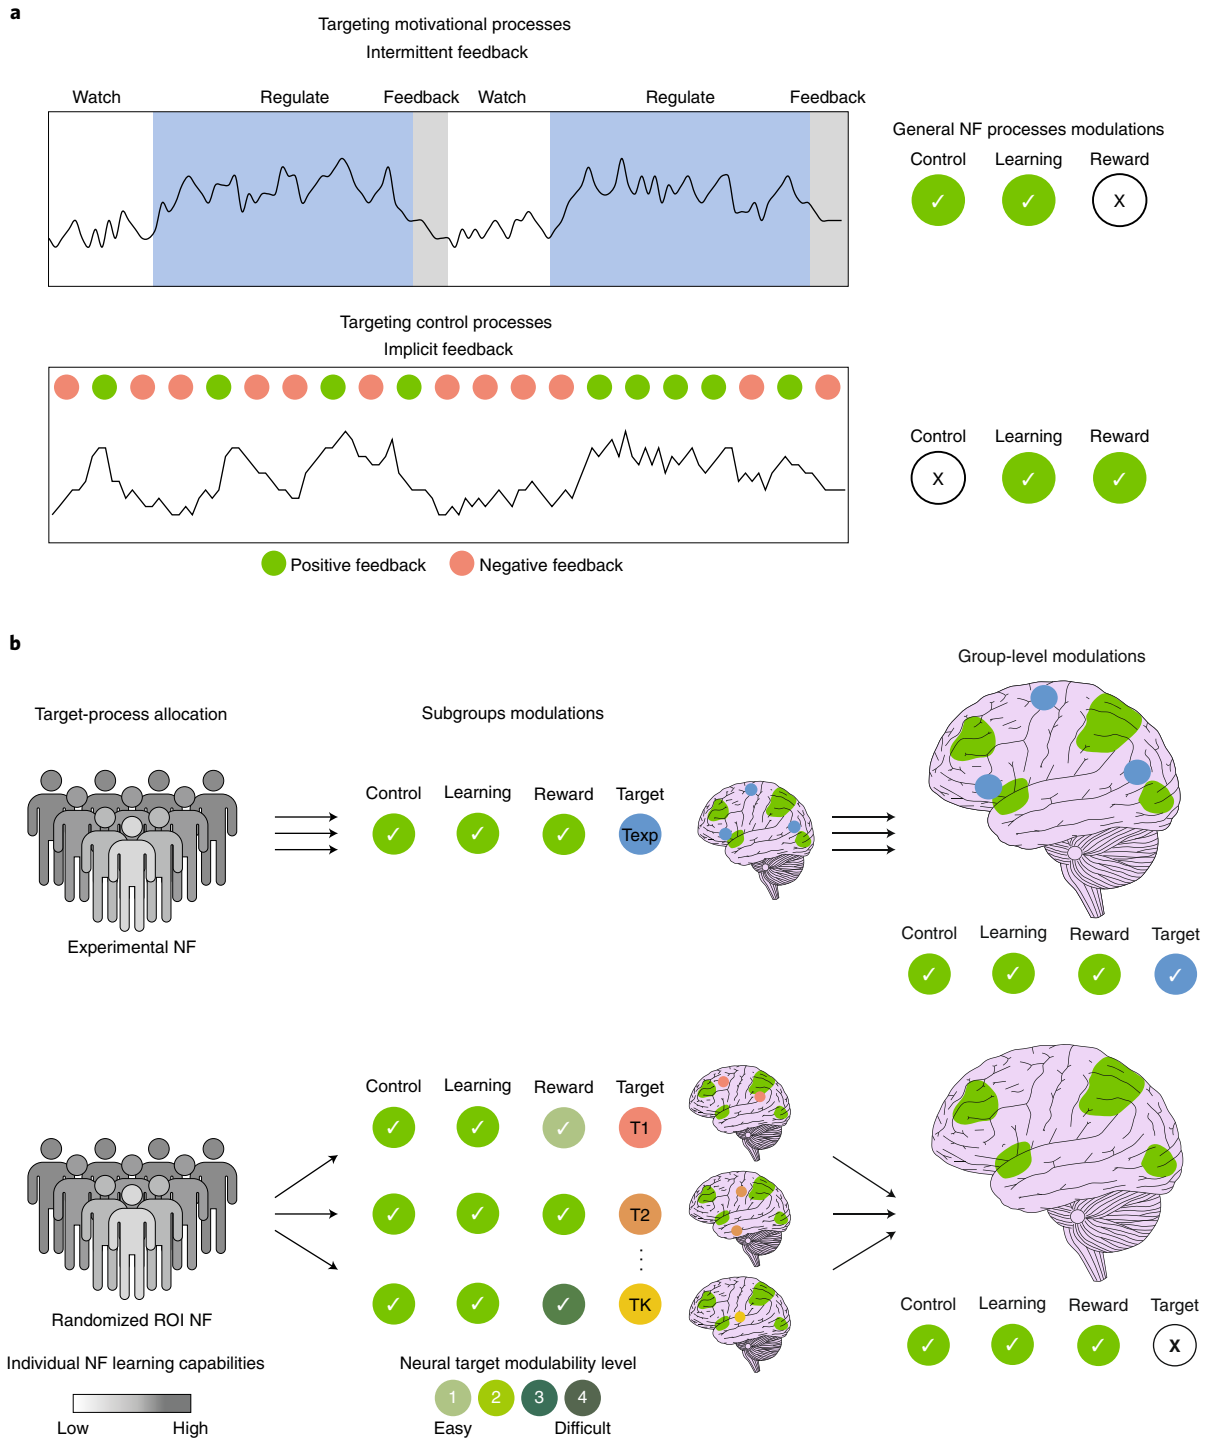 a
Targeting motivational processes
Intermittent feedback
Watch Regulate Feedback Watch Regulate Feedback
General NF processes modulations
Control Learning Reward
✓ ✓ X
Targeting control processes
Implicit feedback
Control Learning Reward
X ✓ ✓
Positive feedback Negative feedback
b
Group-level modulations
Target-process allocation Subgroups modulations
Control Learning Reward Target
✓ ✓ ✓ Texp
Experimental NF
Control Learning Reward Target
✓ ✓ ✓ ✓
Control Learning Reward Target
✓ ✓ ✓ T1
✓ ✓ ✓ T2
✓ ✓ ✓ TK
Randomized ROI NF
Control Learning Reward Target
✓ ✓ ✓ X
Individual NF learning capabilities
Low High
Neural target modulability level
1 2 3 4
Easy Difficult